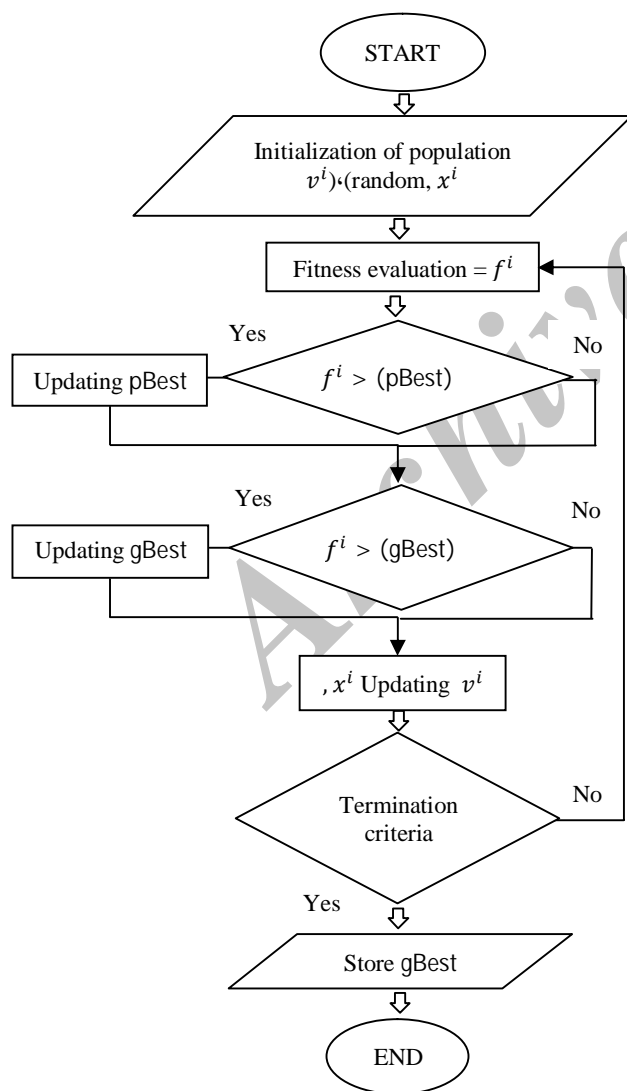 START
Initialization of population
v^i)،(random, x^i
Fitness evaluation = f^i
Yes
No
Updating pBest
f^i > (pBest)
Yes
No
Updating gBest
f^i > (gBest)
, x^i Updating v^i
Termination
criteria
No
Yes
Store gBest
END